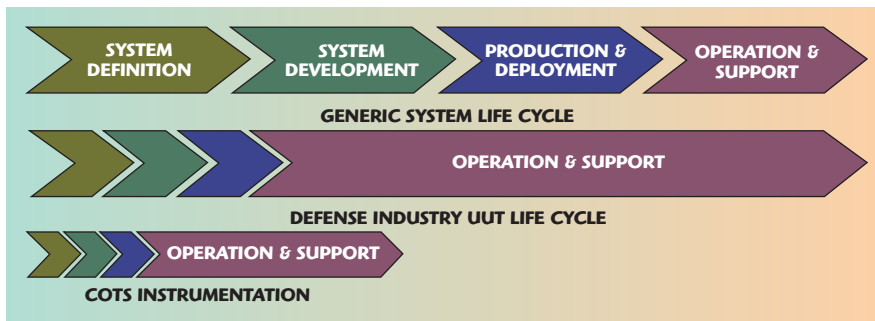 SYSTEM
DEFINITION
SYSTEM
DEVELOPMENT
PRODUCTION &
DEPLOYMENT
OPERATION &
SUPPORT
GENERIC SYSTEM LIFE CYCLE
OPERATION & SUPPORT
DEFENSE INDUSTRY UUT LIFE CYCLE
OPERATION & SUPPORT
COTS INSTRUMENTATION